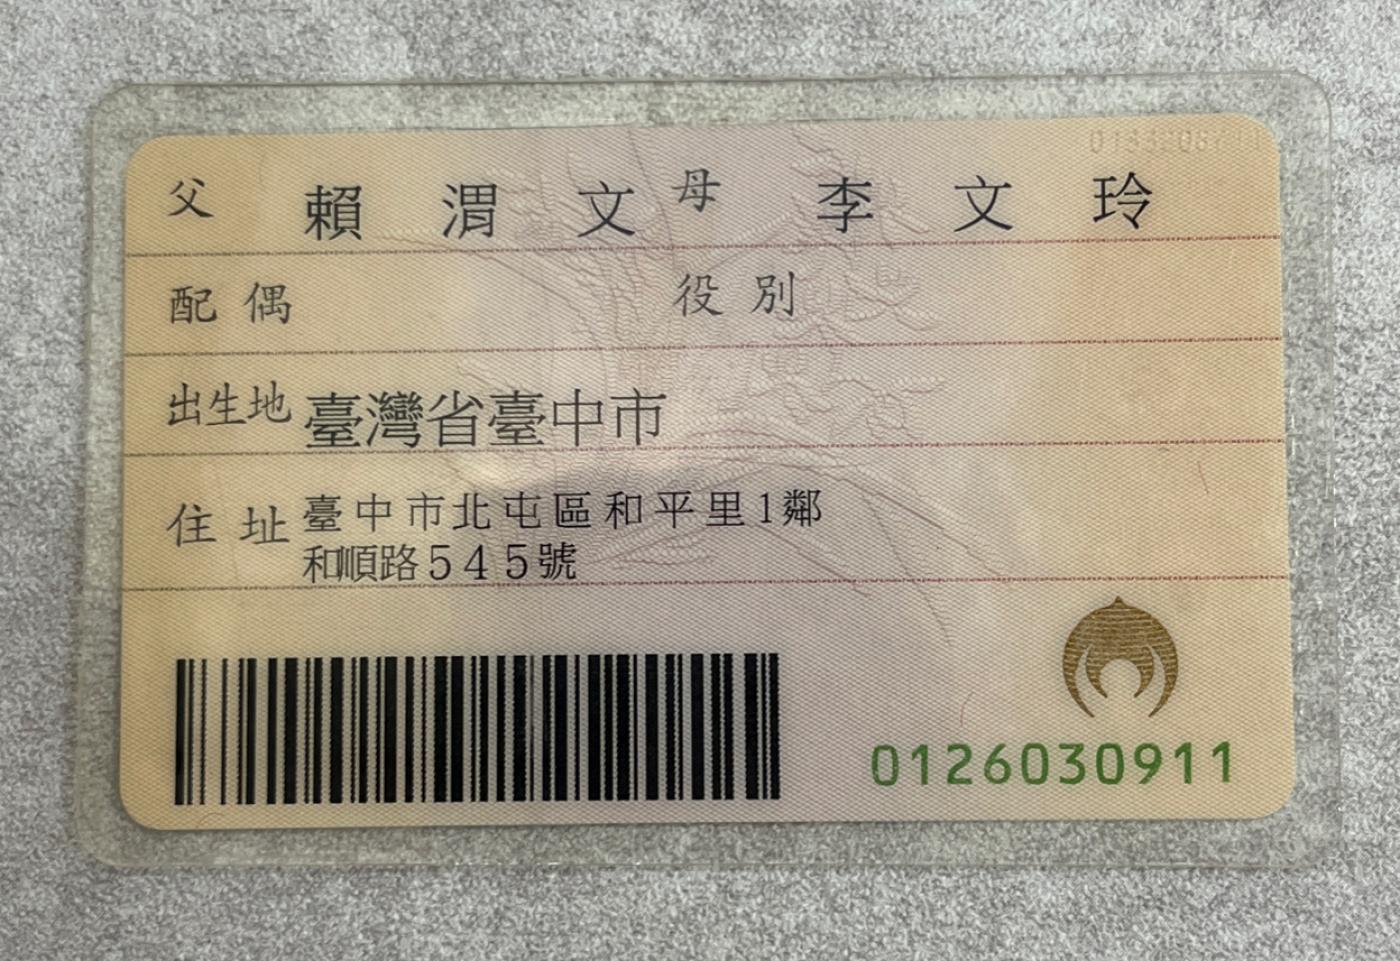 父 賴渭文 母 李文玲
配偶 役別
出生地 臺灣省臺中市
住址 臺中市北屯區和平里1鄰
和順路545號
0126030911